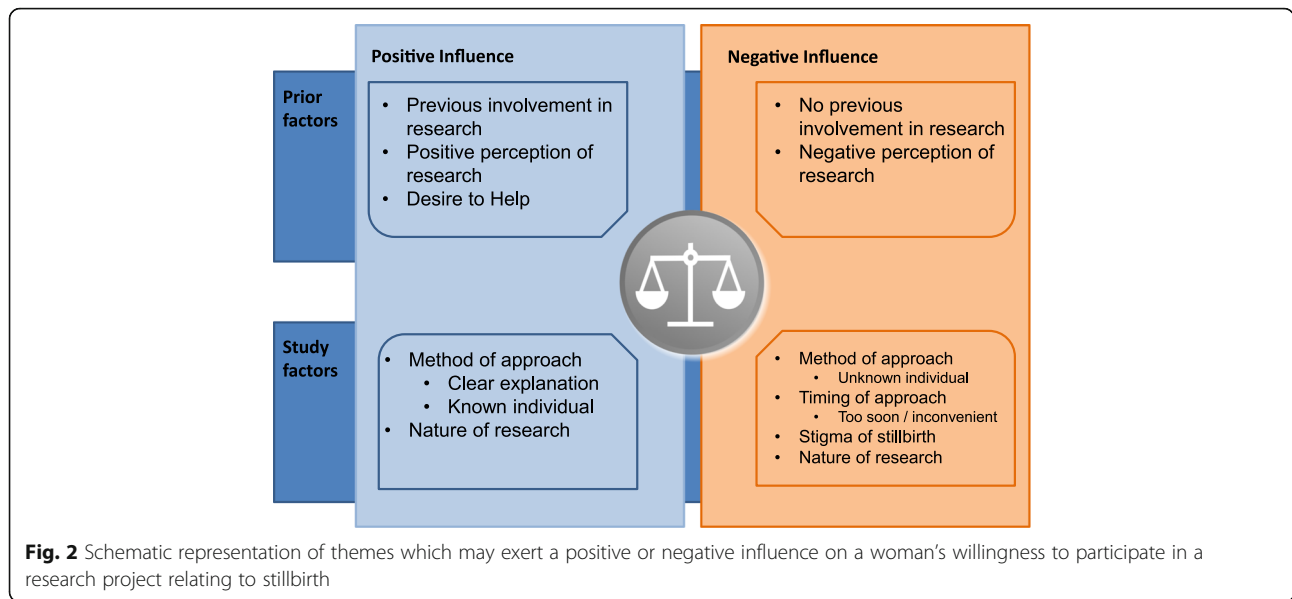 Positive Influence
Negative Influence
Prior
factors
• Previous involvement in
research
• Positive perception of
research
• Desire to Help
• No previous
involvement in research
• Negative perception of
research
Study
factors
• Method of approach
• Clear explanation
• Known individual
• Nature of research
• Method of approach
• Unknown individual
• Timing of approach
• Too soon / inconvenient
• Stigma of stillbirth
• Nature of research
Fig. 2 Schematic representation of themes which may exert a positive or negative influence on a woman's willingness to participate in a
research project relating to stillbirth